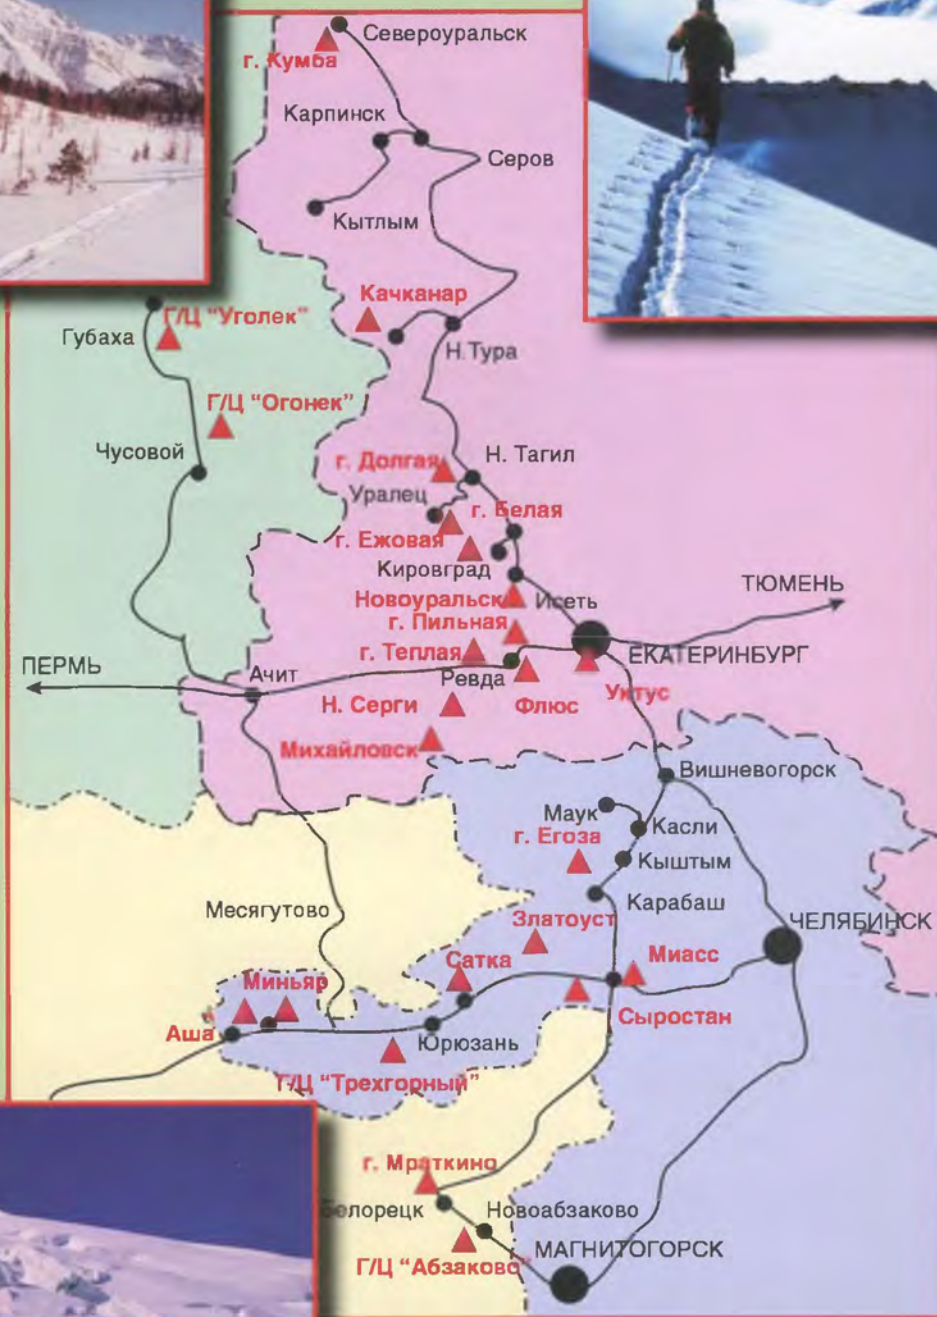 Североуральск
г. Кумба
Карпинск
Серов
Кытлым
Качканар
Г/Ц "Уголек"
Губаха
Н.Тура
Г/Ц "Огонек"
Чусовой
Н. Тагил
г. Долгая
Уралец
г. Белая
г. Ежовая
Кировград
ТЮМЕНЬ
Новоуральск
Исеть
г. Пильная
г. Теплая
ЕКАТЕРИНБУРГ
ПЕРМЬ
Ачит
Ревда
Уктус
Н. Серги
Флюс
Михайловск
Вишневогорск
Маук
Касли
г. Егоза
Кыштым
Карабаш
Месягутово
Златоуст
ЧЕЛЯБИНСК
Миасс
Сатка
Миньяр
Сыростан
Аша
Юрюзань
Г/Ц "Трехгорный"
г. Мраткино
Белорецк
Новоабзаково
МАГНИТОГОРСК
Г/Ц "Абзаково"